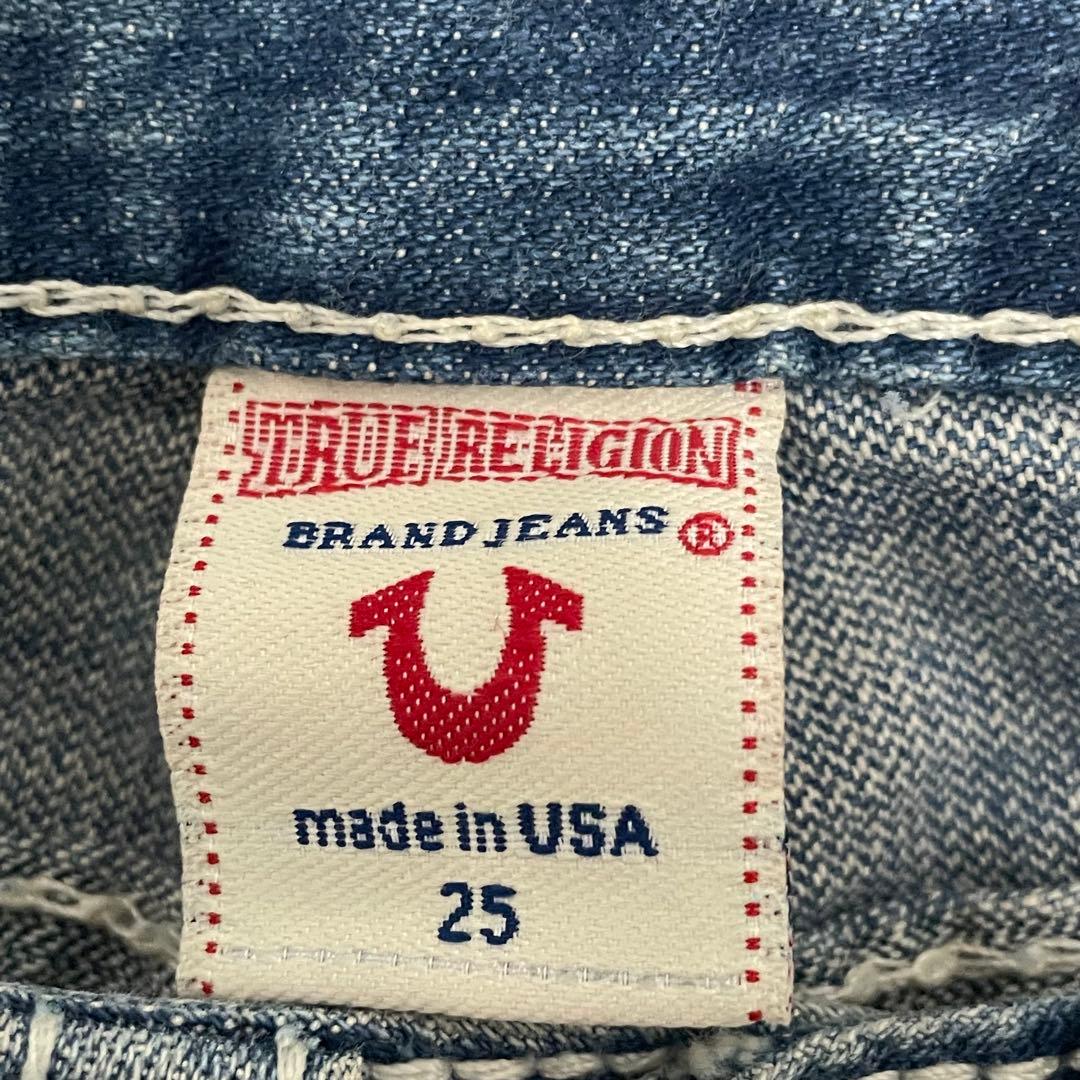 TRUE RELIGION
BRAND JEANS ®
made in USA
25